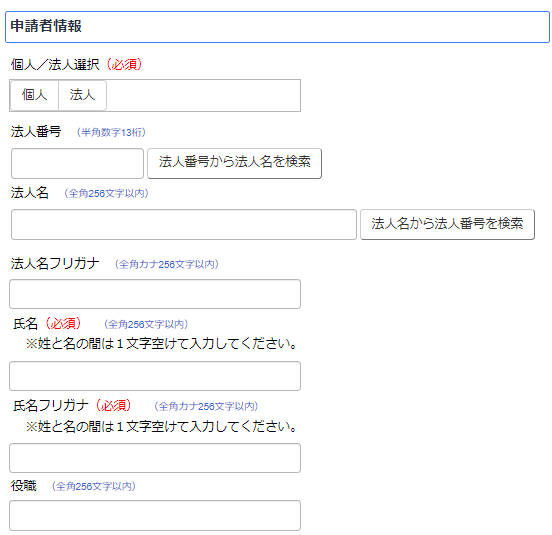 申請者情報
個人／法人選択（必須）
個人 法人
法人番号 （半角数字13桁）
法人番号から法人名を検索
法人名 （全角256文字以内）
法人名から法人番号を検索
法人名フリガナ （全角カナ256文字以内）
氏名（必須） （全角256文字以内）
※姓と名の間は１文字空けて入力してください。
氏名フリガナ（必須） （全角カナ256文字以内）
※姓と名の間は１文字空けて入力してください。
役職 （全角256文字以内）